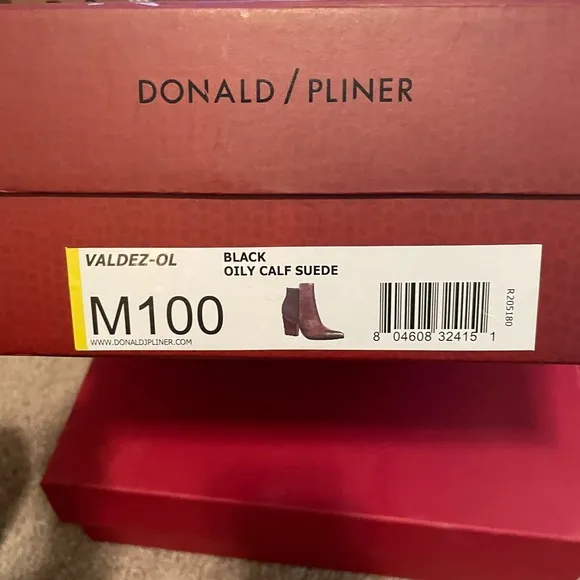 DONALD / PLINER
VALDEZ-OL
BLACK
OILY CALF SUEDE
M100
WWW.DONALDJPLINER.COM
8 04608 32415 1
R205180